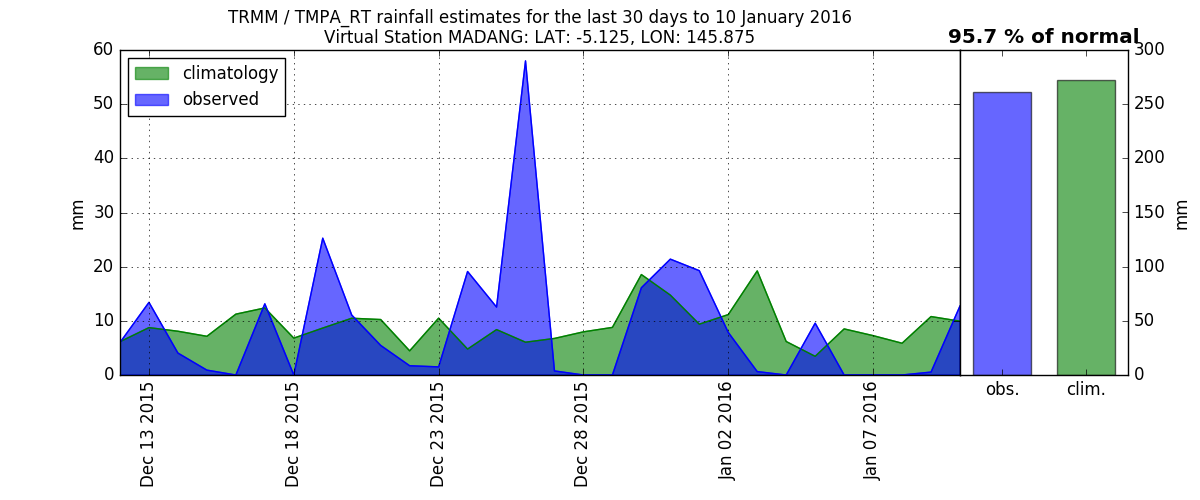 TRMM / TMPA_RT rainfall estimates for the last 30 days to 10 January 2016
Virtual Station MADANG: LAT: -5.125, LON: 145.875
95.7 % of normal
climatology
observed
60
50
40
30
20
10
0
mm
Dec 13 2015
Dec 18 2015
Dec 23 2015
Dec 28 2015
Jan 02 2016
Jan 07 2016
obs.
clim.
300
250
200
150
100
50
0
mm